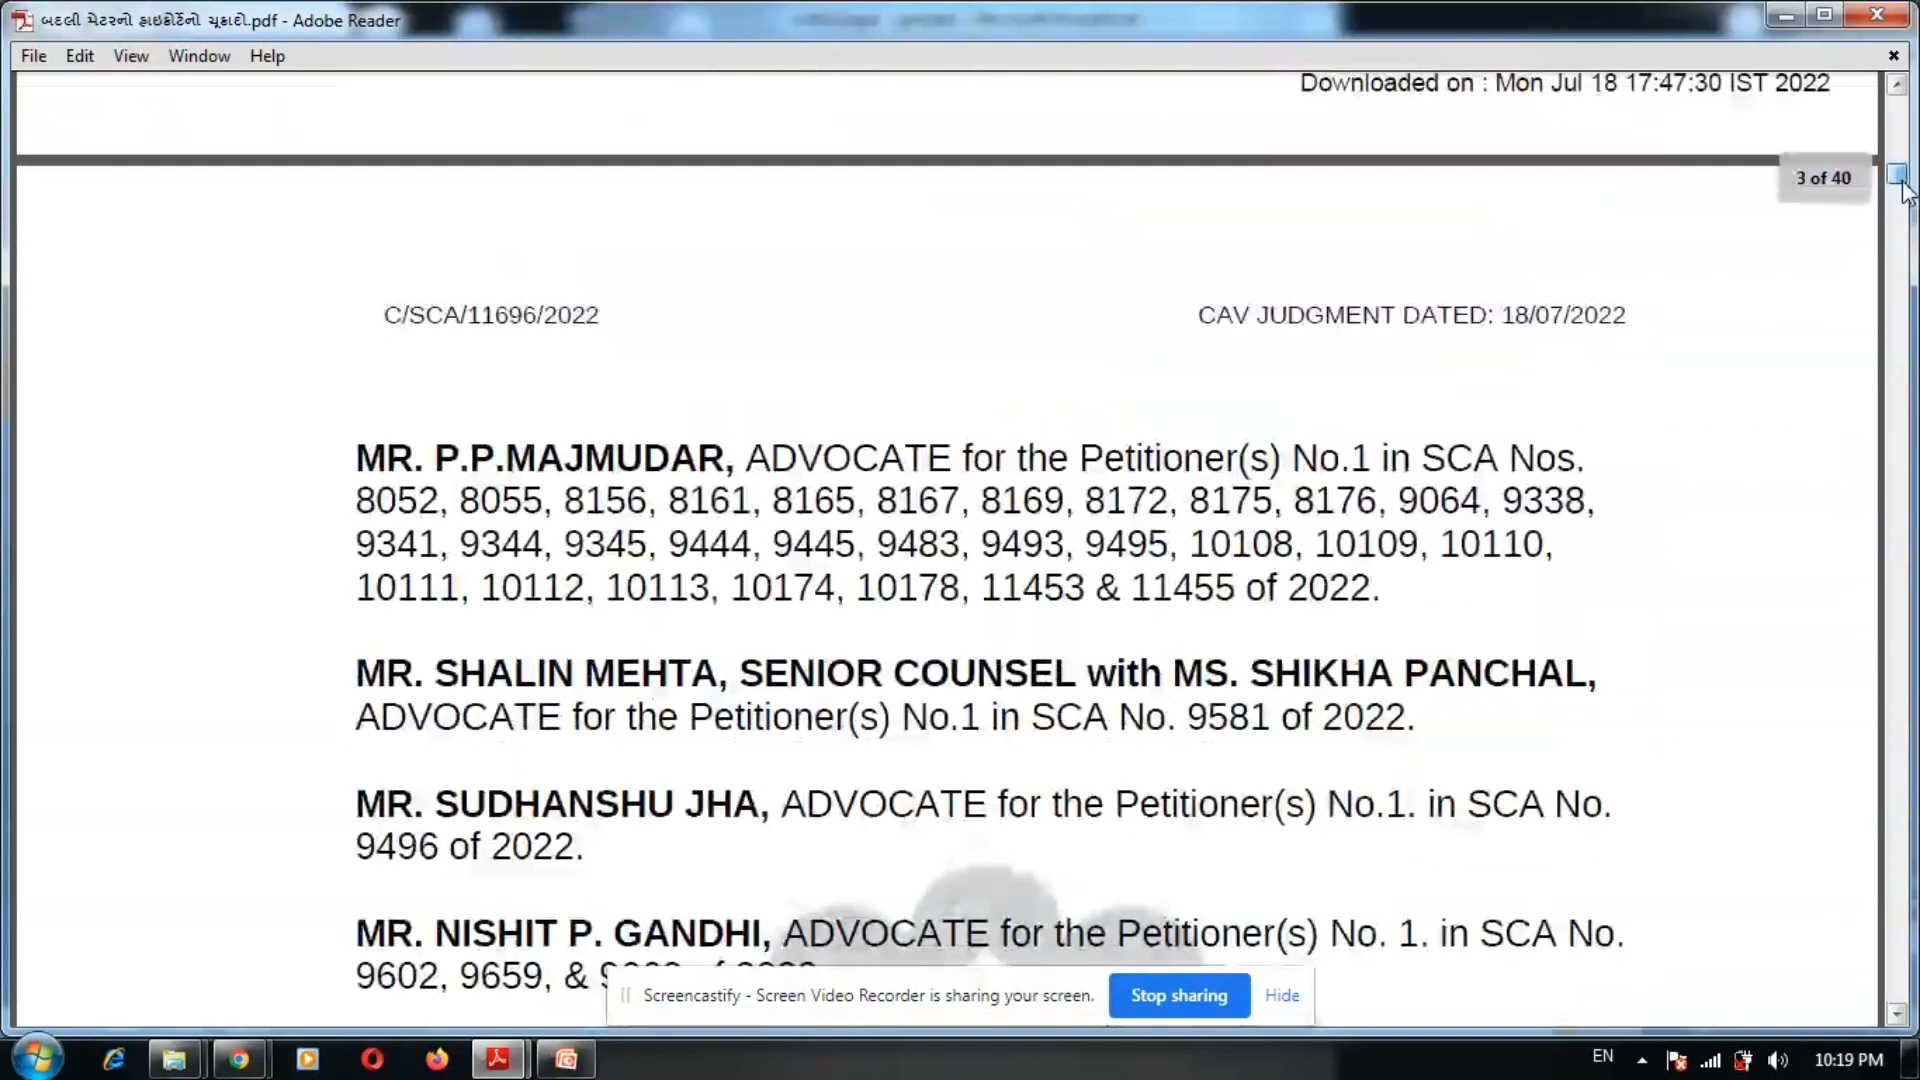 બદલી મેટરનો હાઇકોર્ટનો ચૂકાદો.pdf - Adobe Reader
File Edit View Window Help
Downloaded on : Mon Jul 18 17:47:30 IST 2022
3 of 40
C/SCA/11696/2022 CAV JUDGMENT DATED: 18/07/2022
MR. P.P.MAJMUDAR, ADVOCATE for the Petitioner(s) No.1 in SCA Nos.
8052, 8055, 8156, 8161, 8165, 8167, 8169, 8172, 8175, 8176, 9064, 9338,
9341, 9344, 9345, 9444, 9445, 9483, 9493, 9495, 10108, 10109, 10110,
10111, 10112, 10113, 10174, 10178, 11453 & 11455 of 2022.
MR. SHALIN MEHTA, SENIOR COUNSEL with MS. SHIKHA PANCHAL,
ADVOCATE for the Petitioner(s) No.1 in SCA No. 9581 of 2022.
MR. SUDHANSHU JHA, ADVOCATE for the Petitioner(s) No.1. in SCA No.
9496 of 2022.
MR. NISHIT P. GANDHI, ADVOCATE for the Petitioner(s) No. 1. in SCA No.
9602, 9659, &
Screencastify - Screen Video Recorder is sharing your screen. Stop sharing Hide
EN 10:19 PM